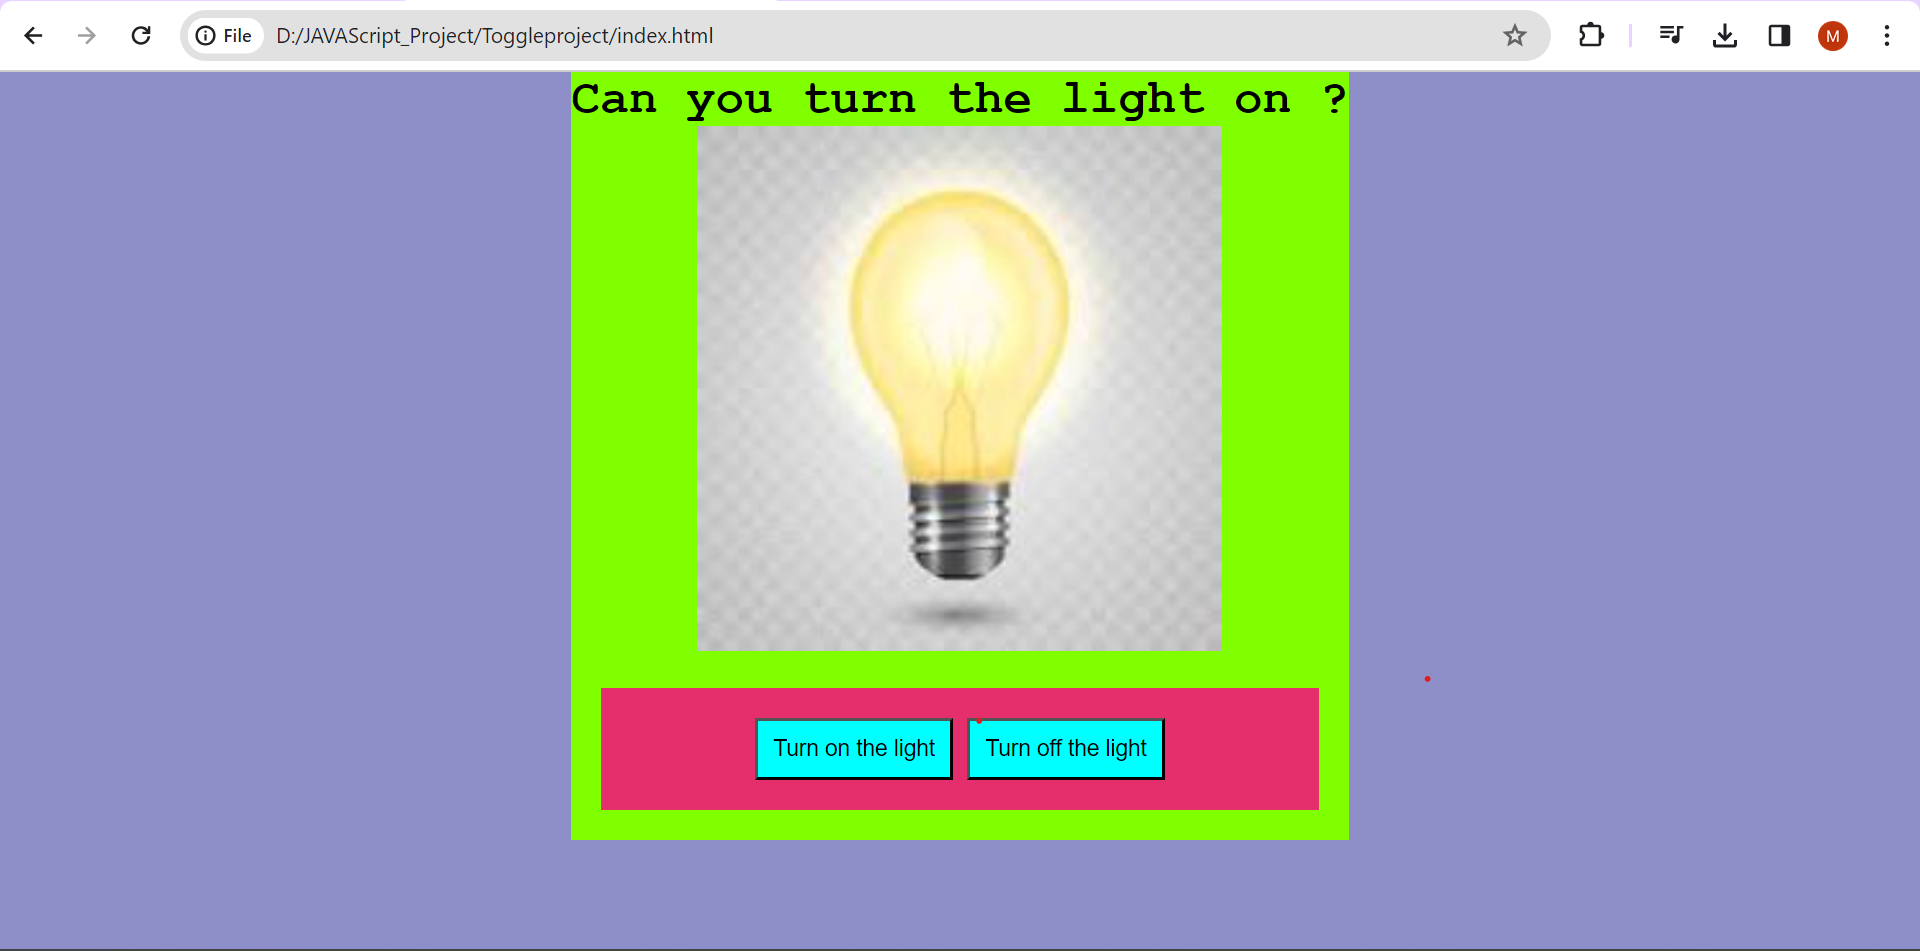 File D:/JAVAScript_Project/Toggleproject/index.html M
Can you turn the light on ?
Turn on the light Turn off the light